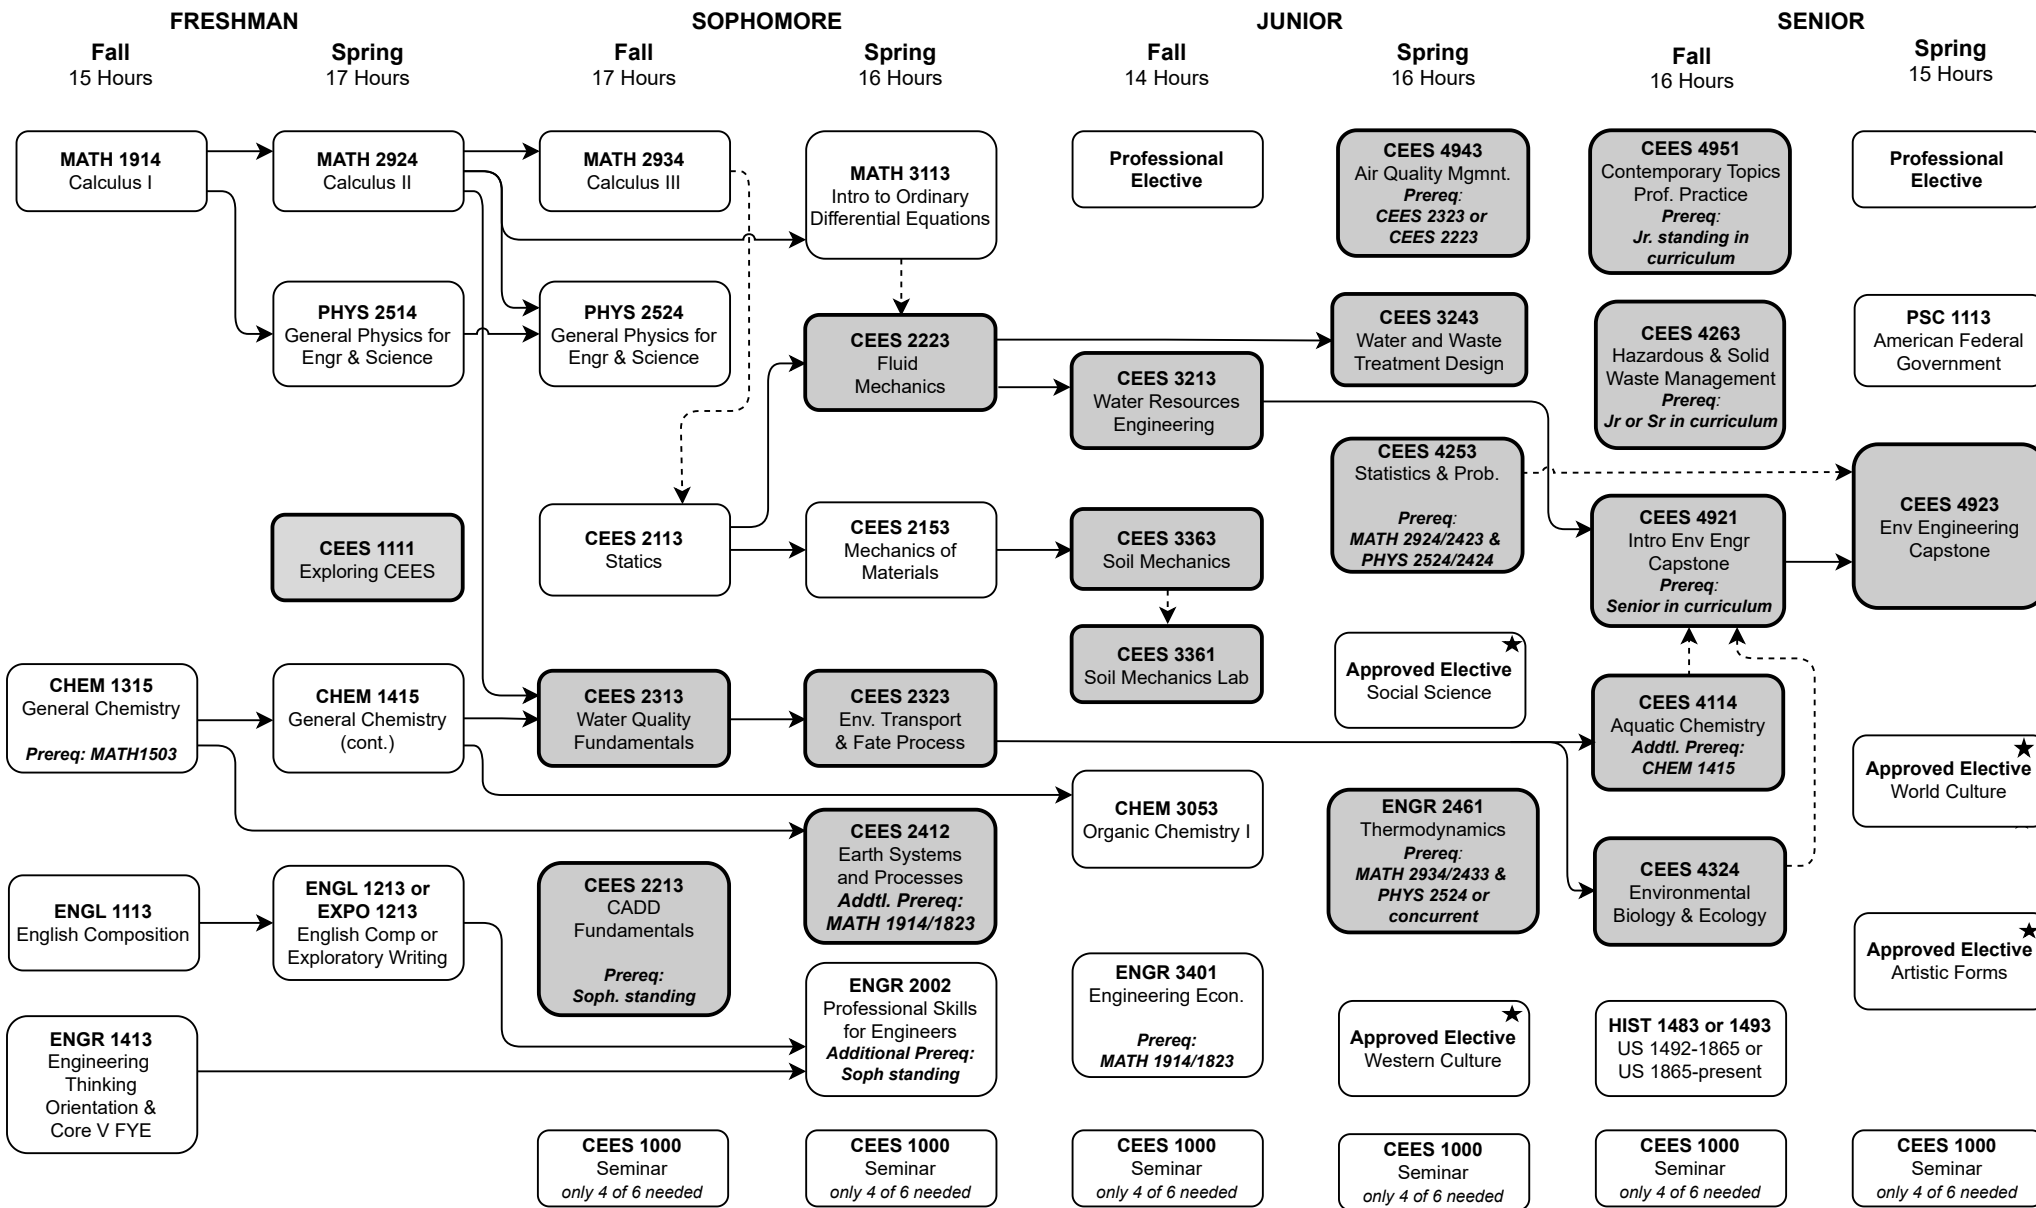 FRESHMAN
SOPHOMORE
JUNIOR
SENIOR
Fall
15 Hours
Spring
17 Hours
Fall
17 Hours
Spring
16 Hours
Fall
14 Hours
Spring
16 Hours
Fall
16 Hours
Spring
15 Hours
MATH 1914
Calculus I
MATH 2924
Calculus II
MATH 2934
Calculus III
MATH 3113
Intro to Ordinary
Differential Equations
Professional
Elective
CEES 4943
Air Quality Mgmnt.
Prereq:
CEES 2323 or
CEES 2223
CEES 4951
Contemporary Topics
Prof. Practice
Prereq:
Jr. standing in
curriculum
Professional
Elective
PHYS 2514
General Physics for
Engr & Science
PHYS 2524
General Physics for
Engr & Science
CEES 2223
Fluid
Mechanics
CEES 3213
Water Resources
Engineering
CEES 3243
Water and Waste
Treatment Design
CEES 4263
Hazardous & Solid
Waste Management
Prereq:
Jr or Sr in curriculum
PSC 1113
American Federal
Government
CEES 4253
Statistics & Prob.
Prereq:
MATH 2924/2423 &
PHYS 2524/2424
CEES 1111
Exploring CEES
CEES 2113
Statics
CEES 2153
Mechanics of
Materials
CEES 3363
Soil Mechanics
CEES 4921
Intro Env Engr
Capstone
Prereq:
Senior in curriculum
CEES 4923
Env Engineering
Capstone
CEES 3361
Soil Mechanics Lab
Approved Elective
Social Science
CHEM 1315
General Chemistry
Prereq: MATH1503
CHEM 1415
General Chemistry
(cont.)
CEES 2313
Water Quality
Fundamentals
CEES 2323
Env. Transport
& Fate Process
CEES 4114
Aquatic Chemistry
Addtl. Prereq:
CHEM 1415
Approved Elective
World Culture
CHEM 3053
Organic Chemistry I
ENGR 2461
Thermodynamics
Prereq:
MATH 2934/2433 &
PHYS 2524 or
concurrent
CEES 2412
Earth Systems
and Processes
Addtl. Prereq:
MATH 1914/1823
CEES 4324
Environmental
Biology & Ecology
ENGL 1113
English Composition
ENGL 1213 or
EXPO 1213
English Comp or
Exploratory Writing
CEES 2213
CADD
Fundamentals
Prereq:
Soph. standing
Approved Elective
Artistic Forms
ENGR 2002
Professional Skills
for Engineers
Additional Prereq:
Soph standing
ENGR 3401
Engineering Econ.
Prereq:
MATH 1914/1823
Approved Elective
Western Culture
HIST 1483 or 1493
US 1492-1865 or
US 1865-present
ENGR 1413
Engineering
Thinking
Orientation &
Core V FYE
CEES 1000
Seminar
only 4 of 6 needed
CEES 1000
Seminar
only 4 of 6 needed
CEES 1000
Seminar
only 4 of 6 needed
CEES 1000
Seminar
only 4 of 6 needed
CEES 1000
Seminar
only 4 of 6 needed
CEES 1000
Seminar
only 4 of 6 needed